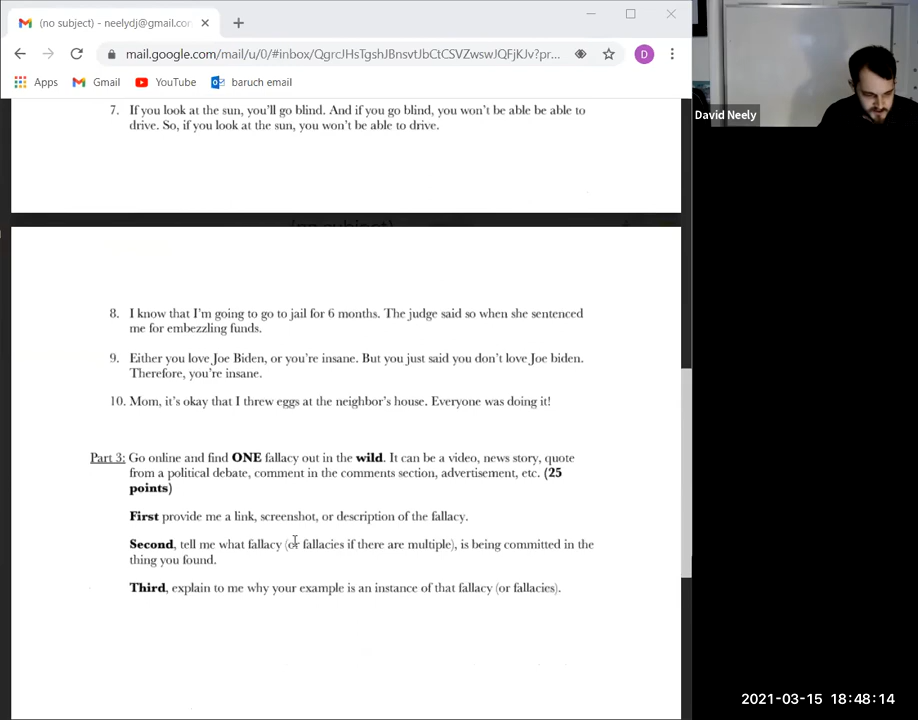 (no subject) - neelydj@gmail.con
mail.google.com/mail/u/0/#inbox/QgrcJHsTgshJBnsvtJbCtCSVZwswJQFjKJv?pr...
D
Apps Gmail YouTube baruch email
7. If you look at the sun, you'll go blind. And if you go blind, you won't be able be able to
drive. So, if you look at the sun, you won't be able to drive.
David Neely
(no subject)
8. I know that I'm going to go to jail for 6 months. The judge said so when she sentenced
me for embezzling funds.
9. Either you love Joe Biden, or you're insane. But you just said you don't love Joe biden.
Therefore, you're insane.
10. Mom, it's okay that I threw eggs at the neighbor's house. Everyone was doing it!
Part 3: Go online and find ONE fallacy out in the wild. It can be a video, news story, quote
from a political debate, comment in the comments section, advertisement, etc. (25
points)
First provide me a link, screenshot, or description of the fallacy.
Second, tell me what fallacy (or fallacies if there are multiple), is being committed in the
thing you found.
Third, explain to me why your example is an instance of that fallacy (or fallacies).
2021-03-15 18:48:14